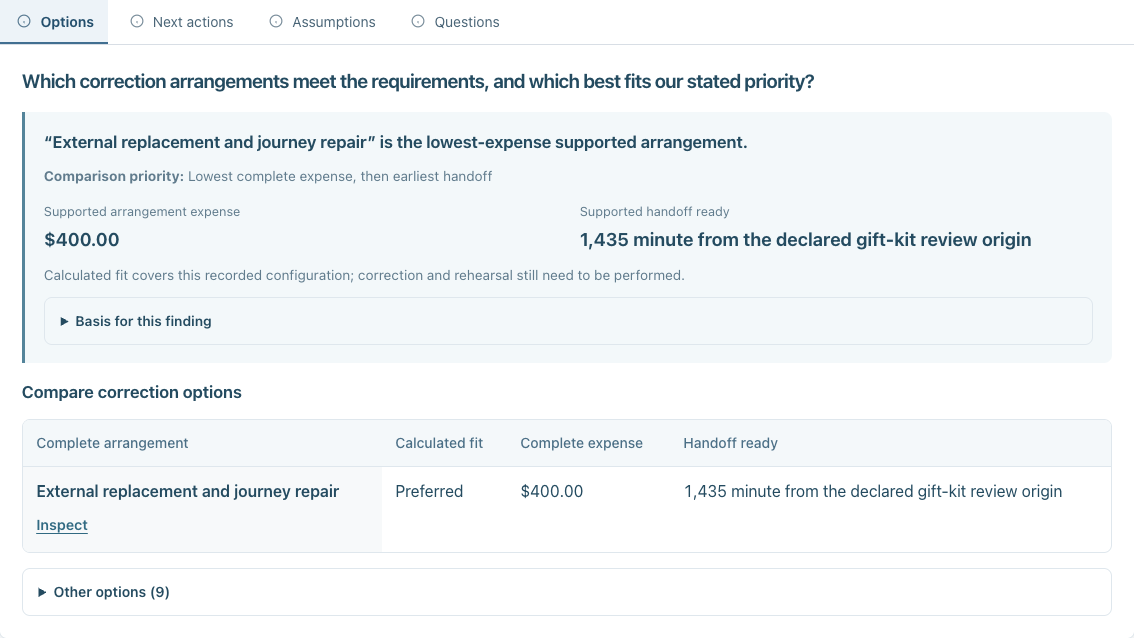 Options
Next actions
Assumptions
Questions
Which correction arrangements meet the requirements, and which best fits our stated priority?
“External replacement and journey repair” is the lowest-expense supported arrangement.
Comparison priority: Lowest complete expense, then earliest handoff
Supported arrangement expense
Supported handoff ready
$400.00
1,435 minute from the declared gift-kit review origin
Calculated fit covers this recorded configuration; correction and rehearsal still need to be performed.
Basis for this finding
Compare correction options
Complete arrangement
Calculated fit
Complete expense
Handoff ready
External replacement and journey repair
Preferred
$400.00
1,435 minute from the declared gift-kit review origin
Inspect
Other options (9)